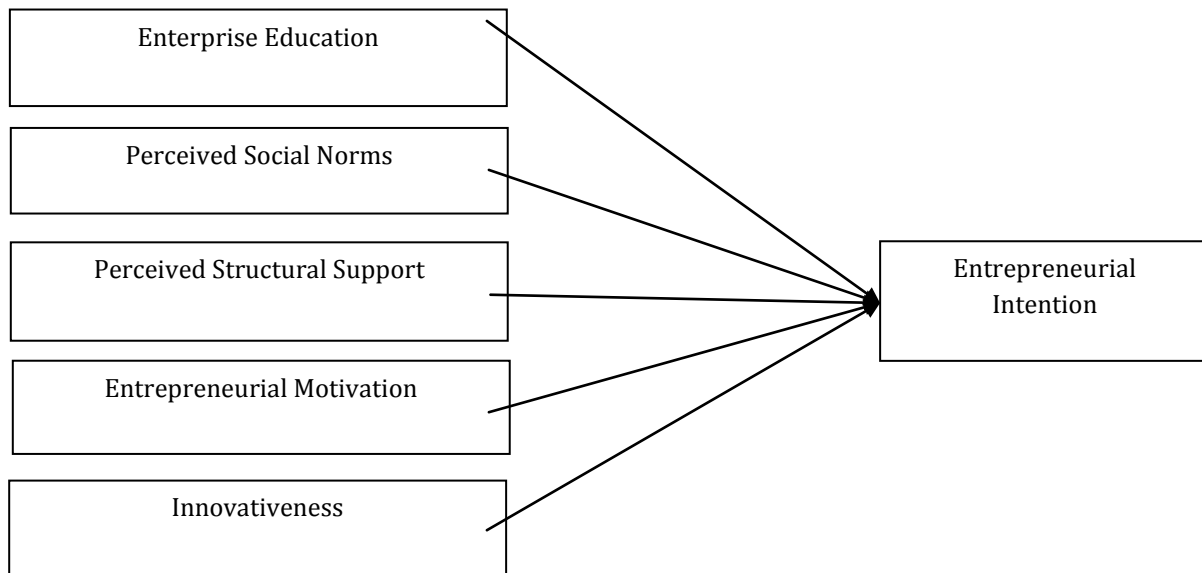 Enterprise Education
Perceived Social Norms
Perceived Structural Support
Entrepreneurial Motivation
Innovativeness
Entrepreneurial
Intention